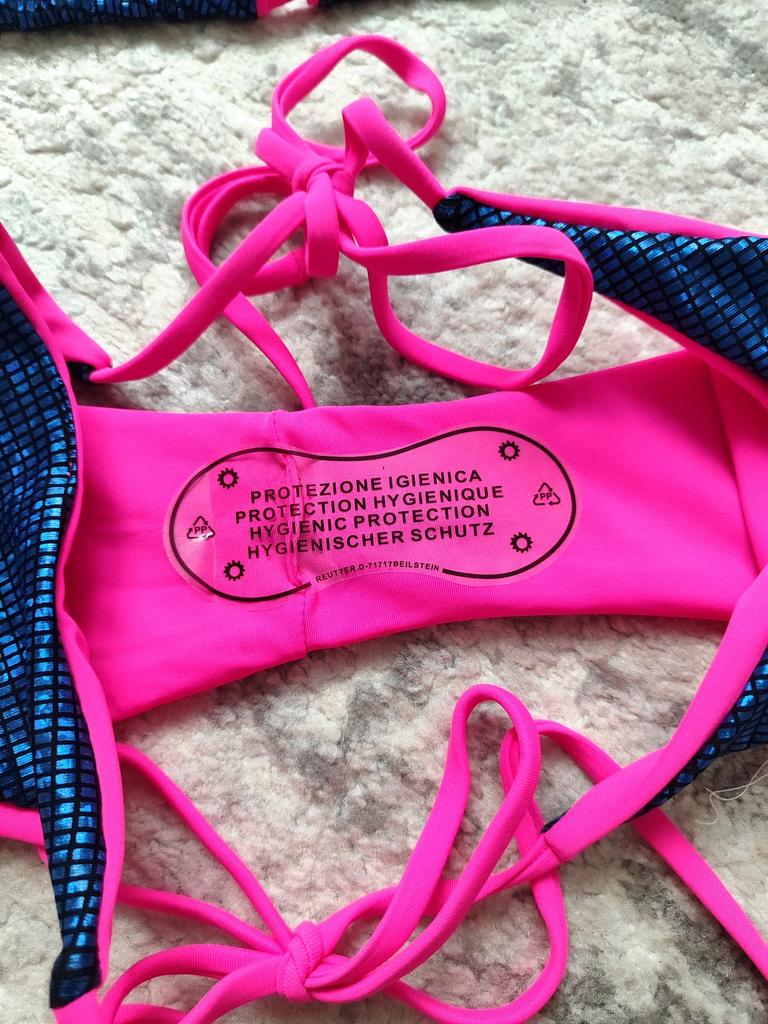 PROTEZIONE IGIENICA
PROTECTION HYGIENIQUE
HYGIENIC PROTECTION
HYGIENISCHER SCHUTZ
PP
PP
REUTTER.D-71717BEILSTEIN